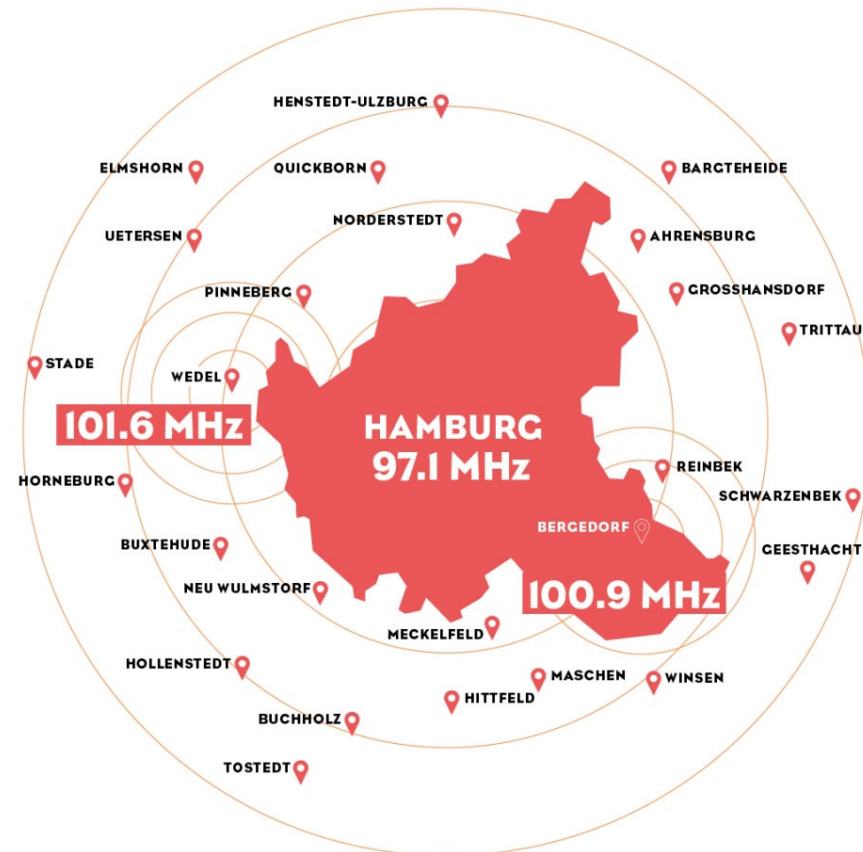 HENSTEDT-ULZBURG
ELMSHORN
QUICKBORN
BARGTEHEIDE
NORDERSTEDT
UETERSEN
AHRENSBURG
PINNEBERG
GROSSHANSDORF
TRITTAU
STADE
WEDEL
101.6 MHz
HAMBURG
97.1 MHz
REINBEK
HORNEBURG
SCHWARZENBEK
BERGEDORF
BUXTEHUDE
GEESTHACHT
NEU WULMSTORF
100.9 MHz
MECKELFELD
HOLLENSTEDT
MASCHEN
WINSEN
HITTFELD
BUCHHOLZ
TOSTEDT